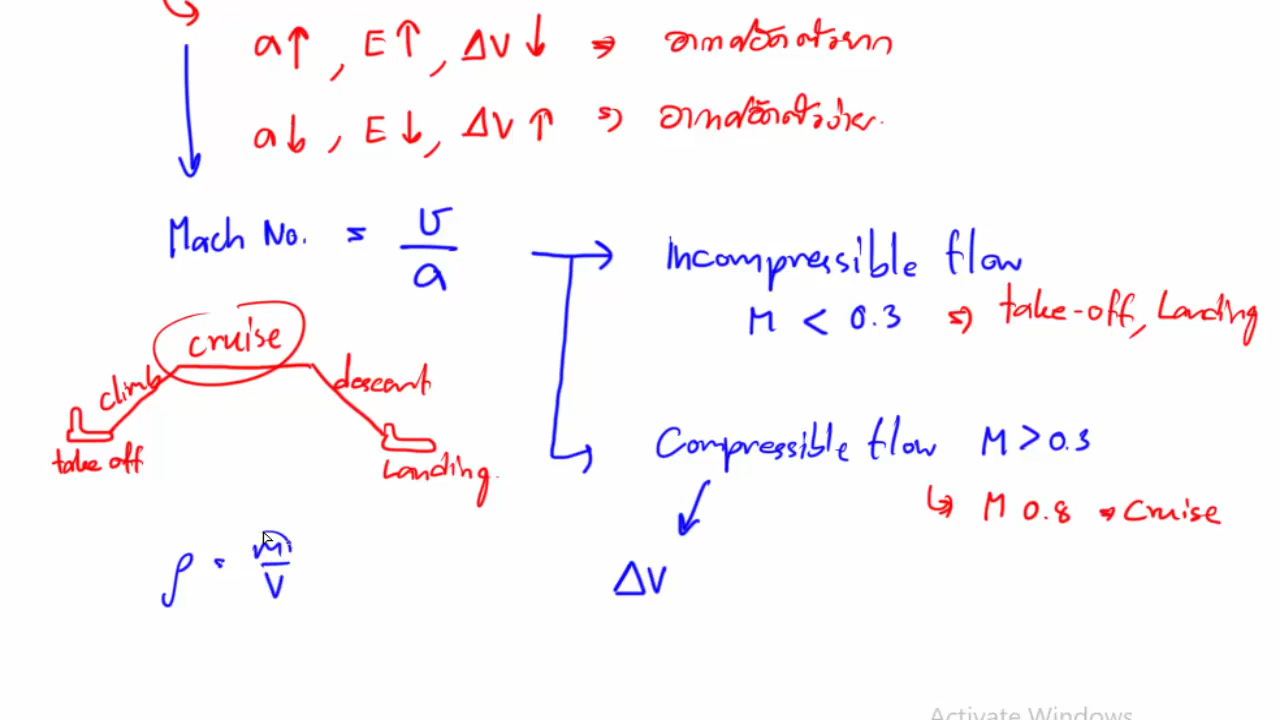 a↑, E↑, ΔV↓ ⇒ อากาศอัดตัวยาก
a↓, E↓, ΔV↑ ⇒ อากาศอัดตัวง่าย.
Mach No. = v/a → Incompressible flow
M < 0.3 ⇒ take-off, Landing
cruise
climb
descent
take off
Landing.
Compressible flow M > 0.3
↳ M 0.8 ⇒ Cruise
ρ = m/V
ΔV
Activate Windows